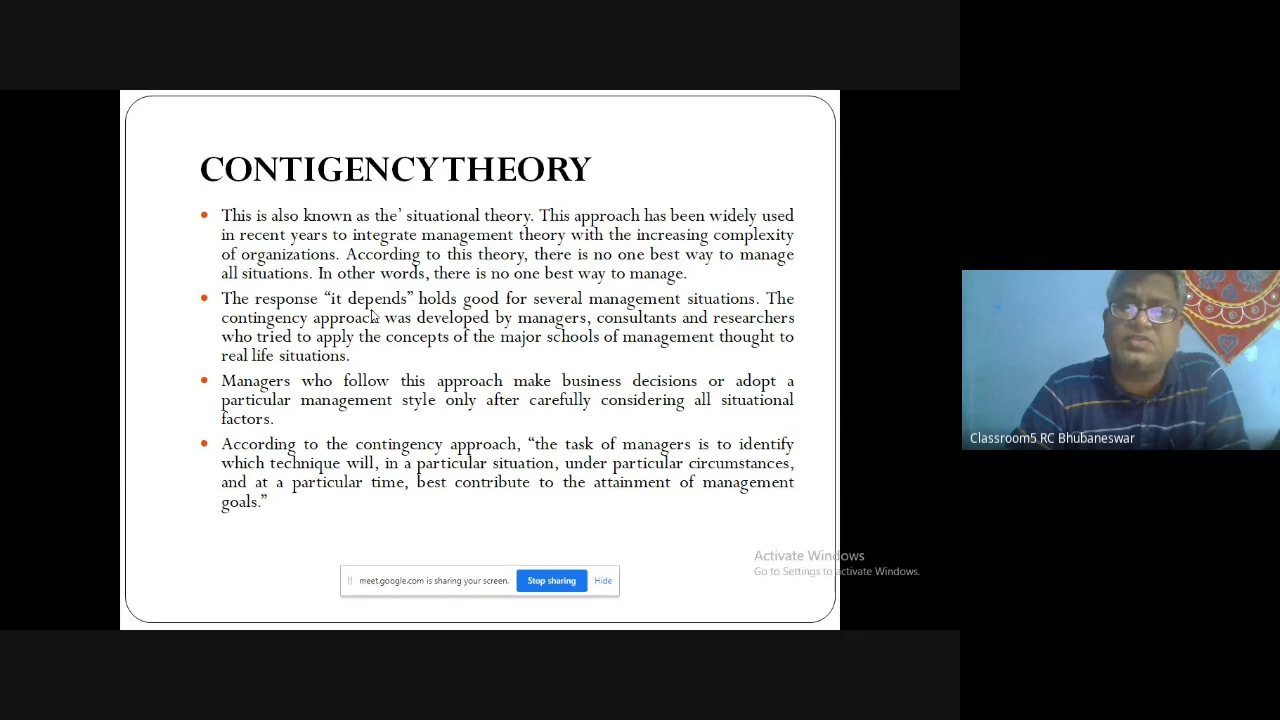 CONTIGENCY THEORY
• This is also known as the’ situational theory. This approach has been widely used
in recent years to integrate management theory with the increasing complexity
of organizations. According to this theory, there is no one best way to manage
all situations. In other words, there is no one best way to manage.
• The response “it depends” holds good for several management situations. The
contingency approach was developed by managers, consultants and researchers
who tried to apply the concepts of the major schools of management thought to
real life situations.
• Managers who follow this approach make business decisions or adopt a
particular management style only after carefully considering all situational
factors.
• According to the contingency approach, “the task of managers is to identify
which technique will, in a particular situation, under particular circumstances,
and at a particular time, best contribute to the attainment of management
goals.”
Activate Windows
Go to Settings to activate Windows.
meet.google.com is sharing your screen. Stop sharing Hide
Classroom5 RC Bhubaneswar